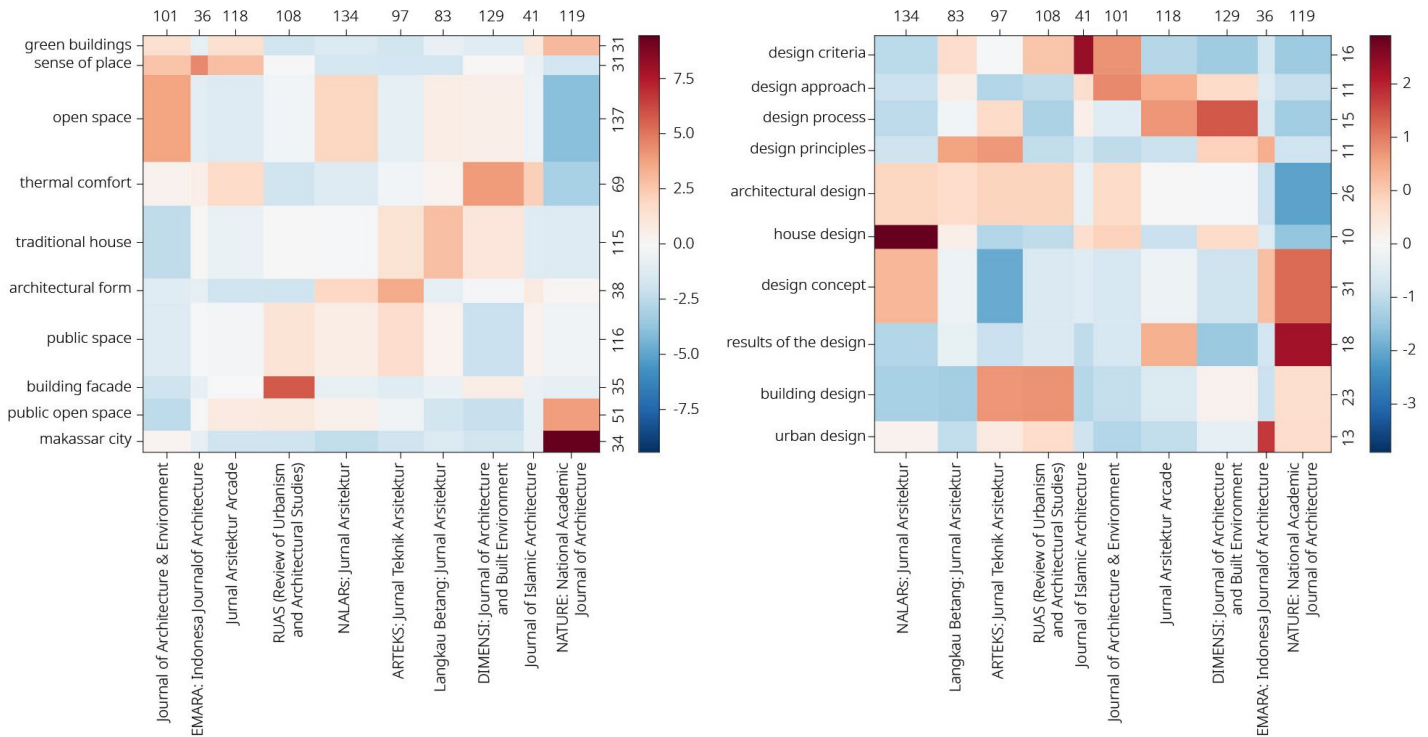 101 36 118 108 134 97 83 129 41 119
green buildings
sense of place
open space
thermal comfort
traditional house
architectural form
public space
building facade
public open space
makassar city
31
31
137
69
115
38
116
35
51
34
7.5
5.0
2.5
0.0
-2.5
-5.0
-7.5
Journal of Architecture & Environment
EMARA: Indonesa Journalof Architecture
Jurnal Arsitektur Arcade
RUAS (Review of Urbanism
and Architectural Studies)
NALARs: Jurnal Arsitektur
ARTEKS: Jurnal Teknik Arsitektur
Langkau Betang: Jurnal Arsitektur
DIMENSI: Journal of Architecture
and Built Environment
Journal of Islamic Architecture
NATURE: National Academic
Journal of Architecture
134 83 97 108 41 101 118 129 36 119
design criteria
design approach
design process
design principles
architectural design
house design
design concept
results of the design
building design
urban design
16
11
15
11
26
10
31
18
23
13
2
1
0
-1
-2
-3
NALARs: Jurnal Arsitektur
Langkau Betang: Jurnal Arsitektur
ARTEKS: Jurnal Teknik Arsitektur
RUAS (Review of Urbanism
and Architectural Studies)
Journal of Islamic Architecture
Journal of Architecture & Environment
Jurnal Arsitektur Arcade
DIMENSI: Journal of Architecture
and Built Environment
EMARA: Indonesa Journalof Architecture
NATURE: National Academic
Journal of Architecture